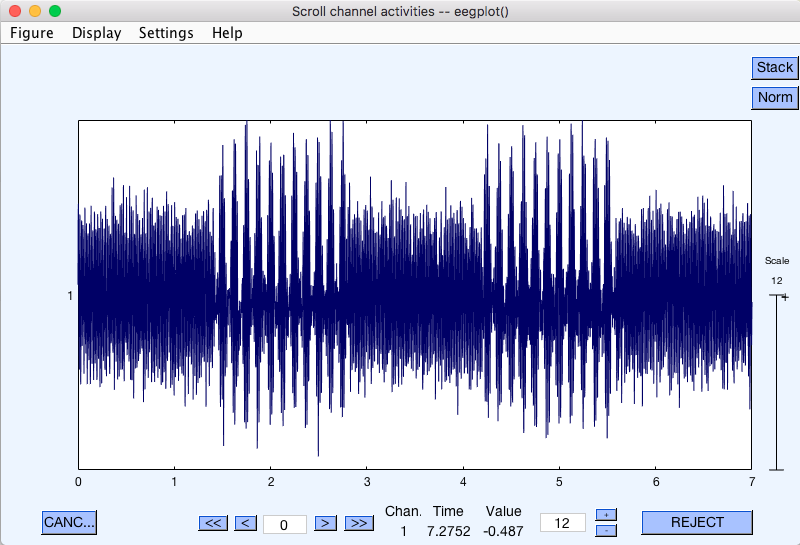 Scroll channel activities -- eegplot()
Figure Display Settings Help
Stack
Norm
Scale
12
+
1
0 1 2 3 4 5 6 7
Chan. Time Value
CANC... << < 0 > >> 1 7.2752 -0.487 12 + - REJECT